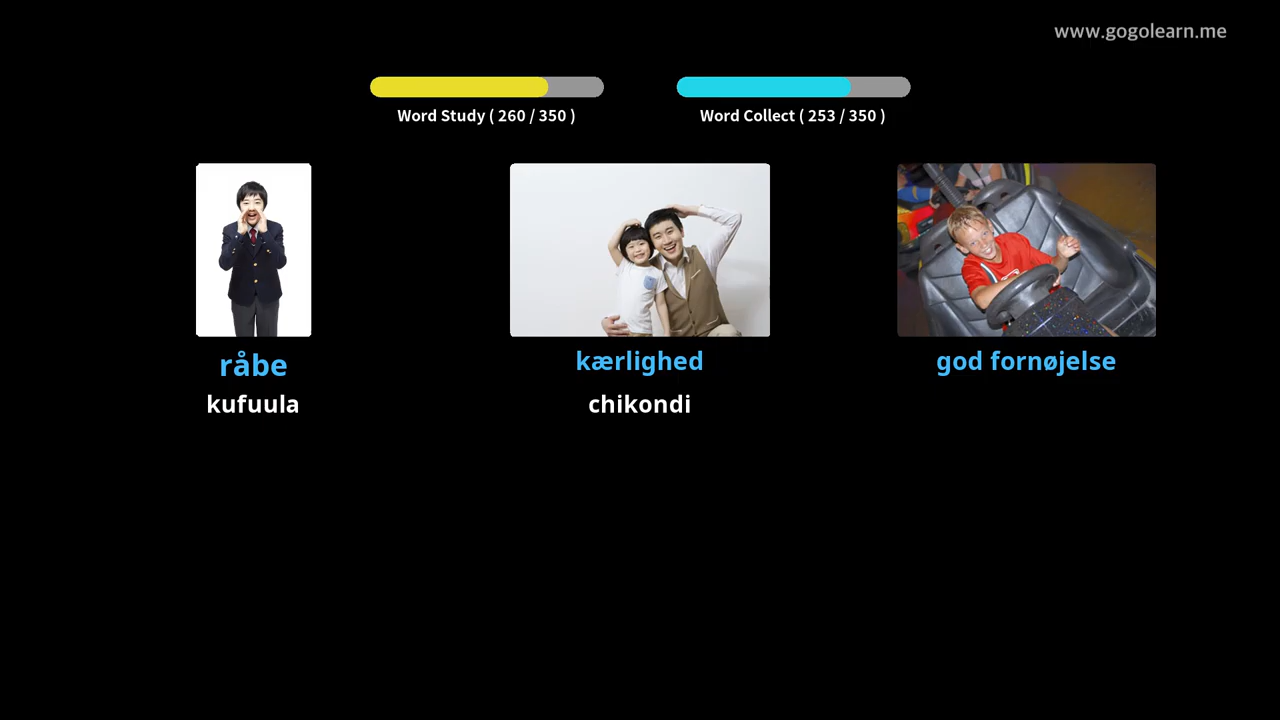 www.gogolearn.me
Word Study ( 260 / 350 )
Word Collect ( 253 / 350 )
råbe
kærlighed
god fornøjelse
kufuula
chikondi